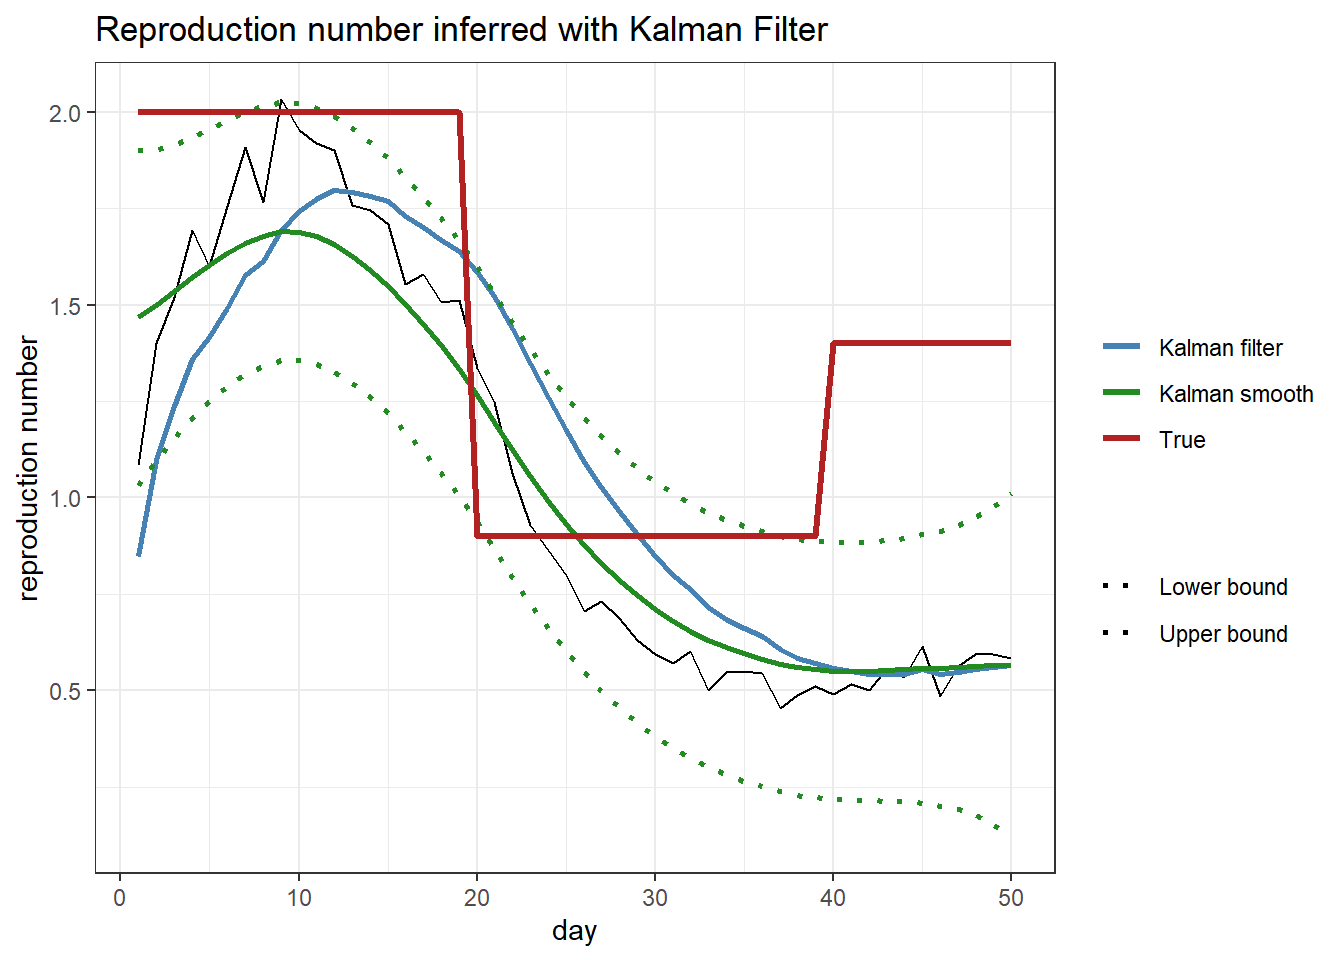 Reproduction number inferred with Kalman Filter
reproduction number
2.0
1.5
1.0
0.5
0 10 20 30 40 50
day
Kalman filter
Kalman smooth
True
Lower bound
Upper bound